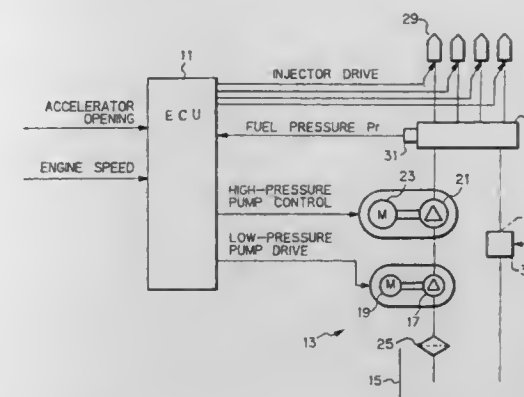 29
11
INJECTOR DRIVE
ECU
ACCELERATOR
OPENING
FUEL PRESSURE Pr
31
ENGINE SPEED
HIGH-PRESSURE
PUMP CONTROL
23
21
M
LOW-PRESSURE
PUMP DRIVE
3
M
19
17
13
25
15